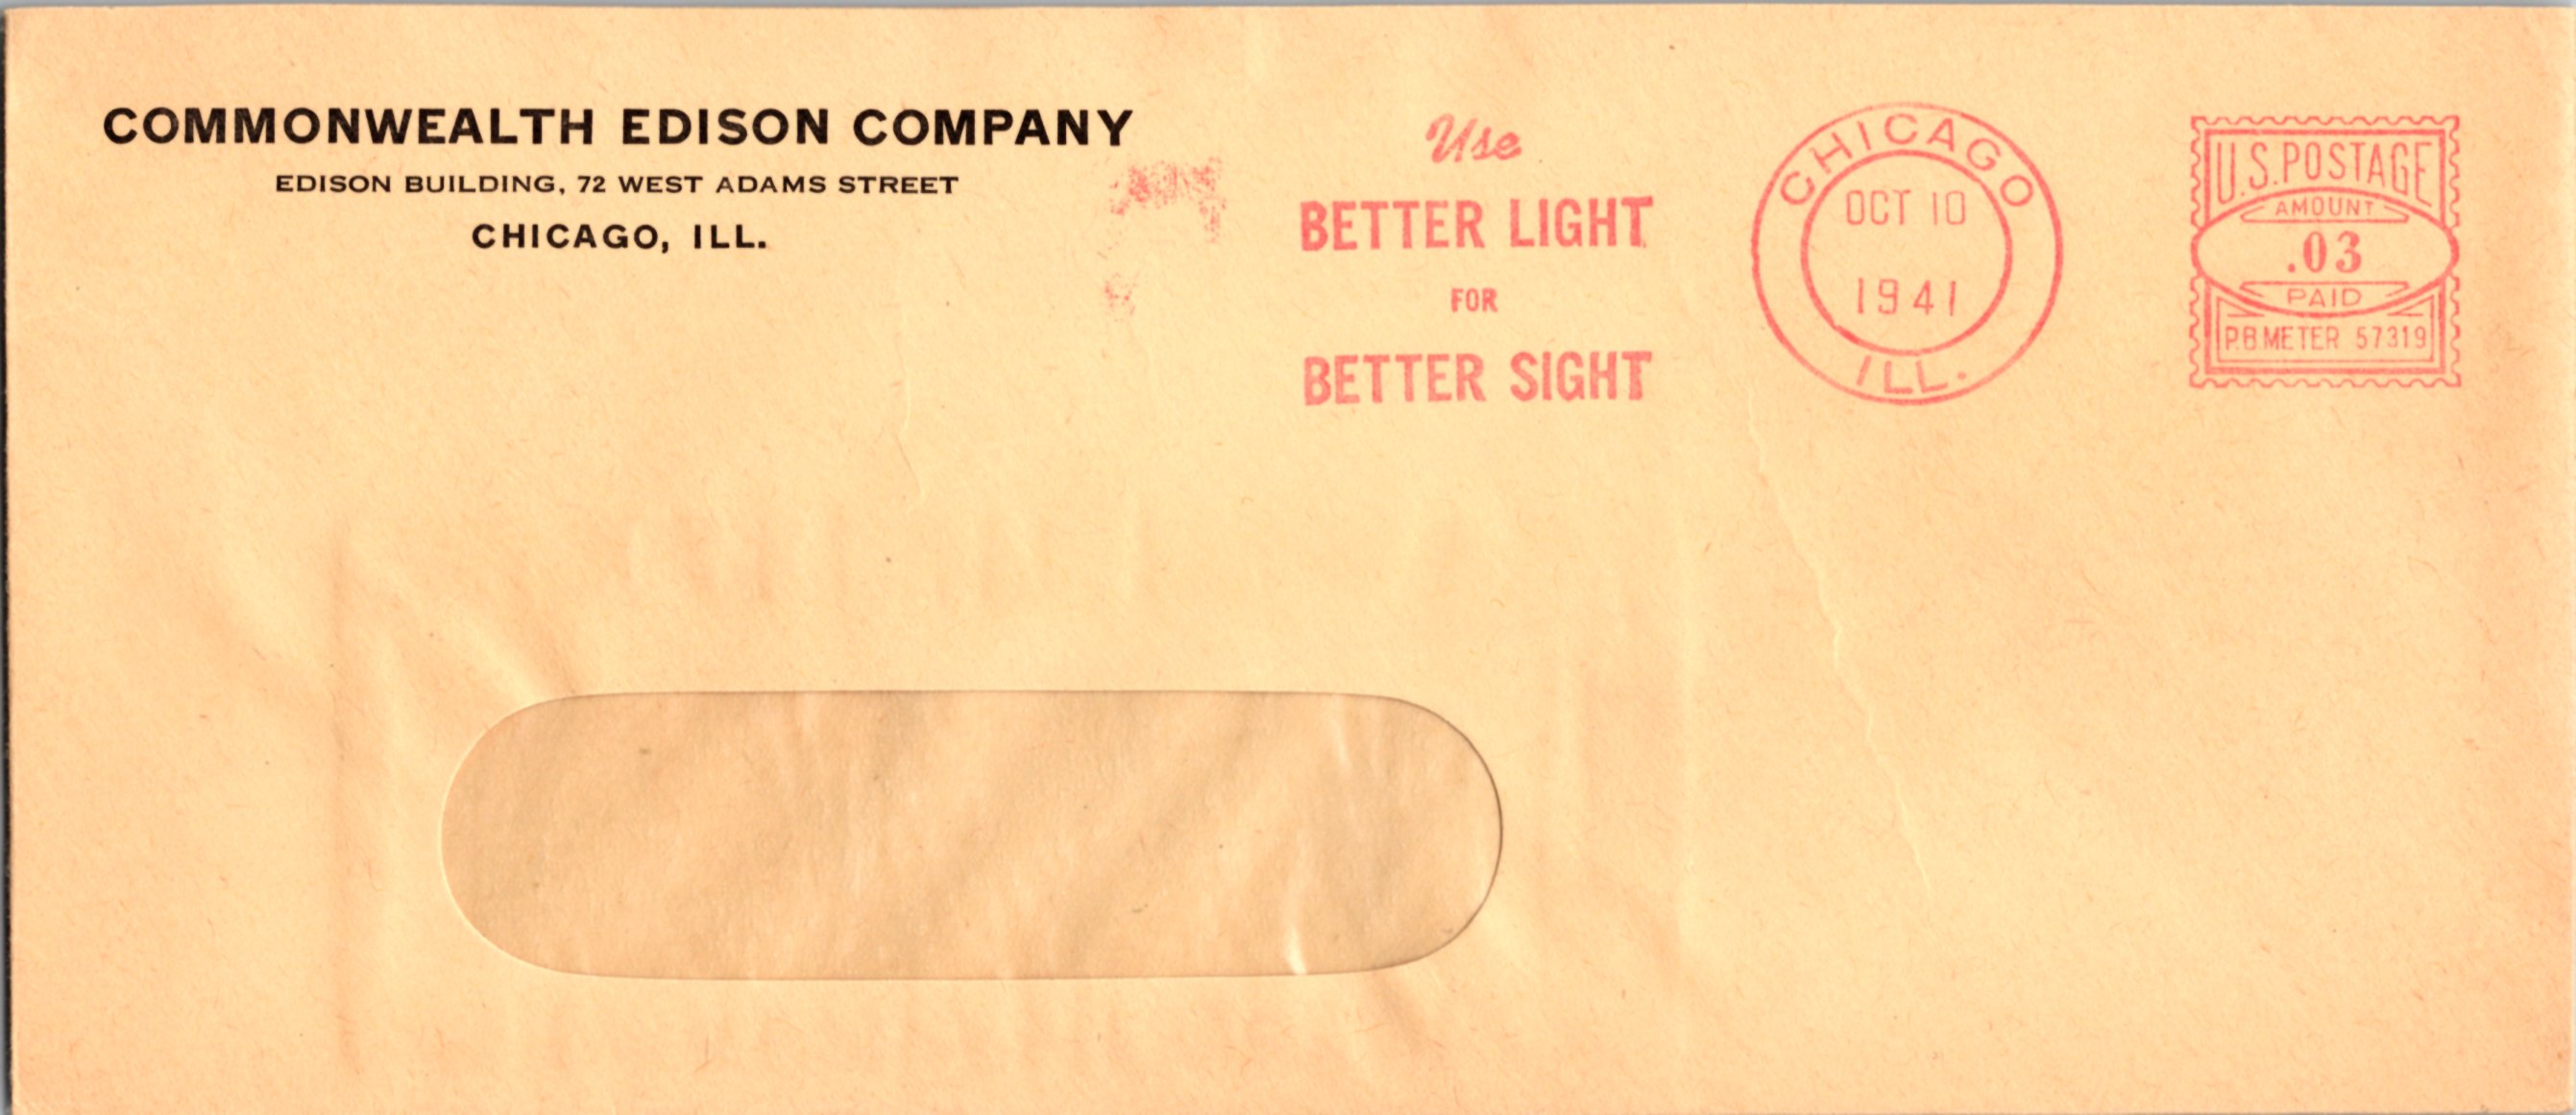 COMMONWEALTH EDISON COMPANY
EDISON BUILDING, 72 WEST ADAMS STREET
CHICAGO, ILL.
Use
BETTER LIGHT
FOR
BETTER SIGHT
CHICAGO
OCT 10
1941
ILL.
U.S. POSTAGE
AMOUNT
.03
PAID
P.B. METER 57319